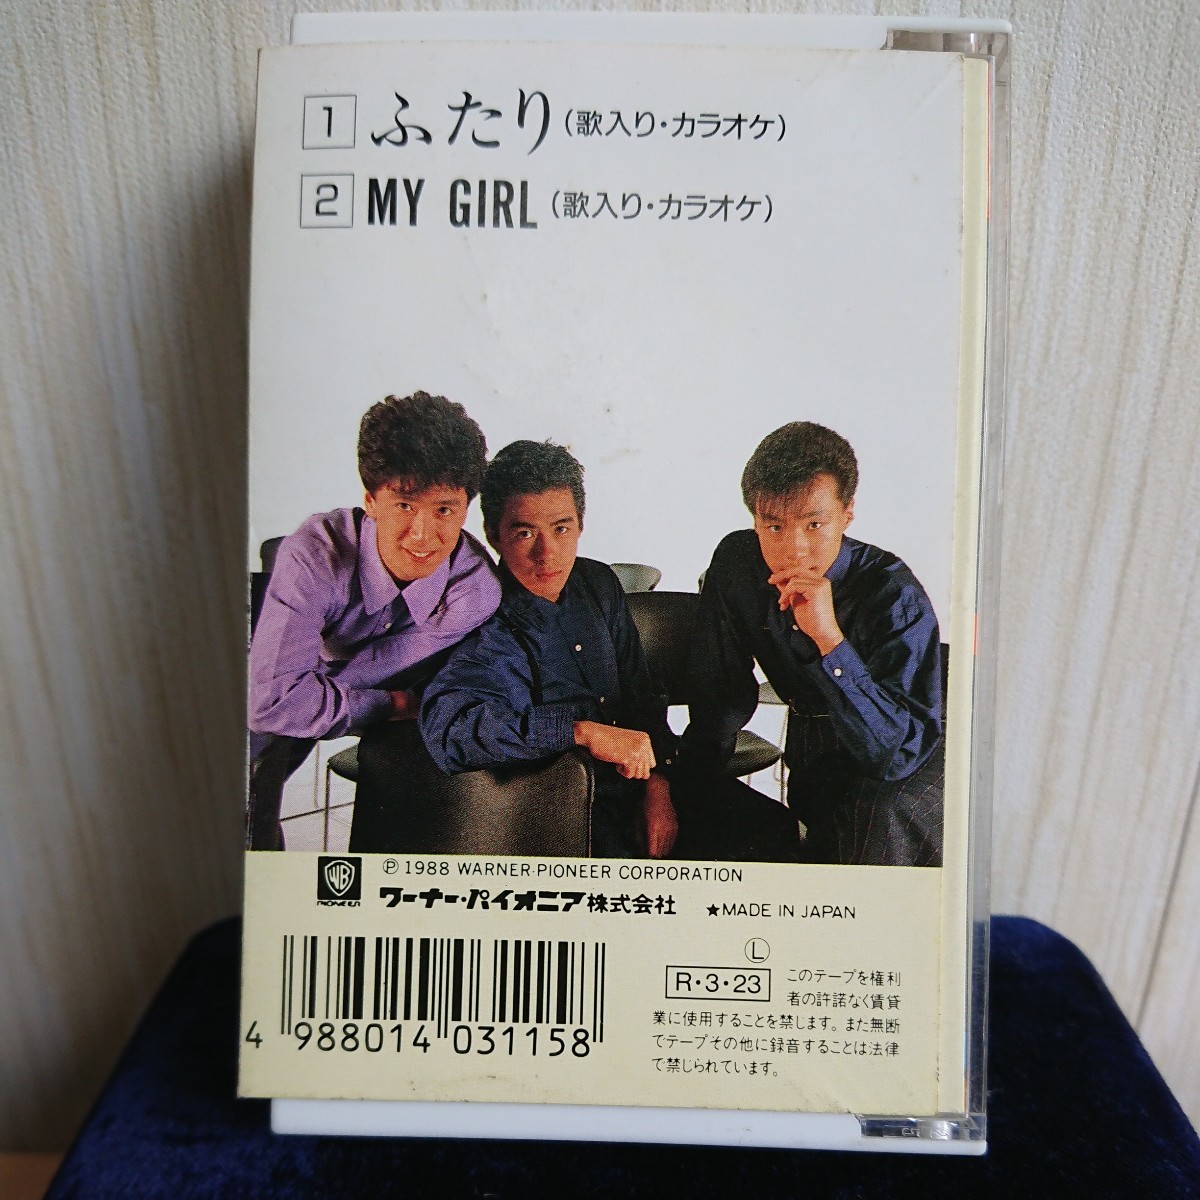 1 ふたり(歌入り・カラオケ)
2 MY GIRL(歌入り・カラオケ)
WB
PIONEER
Ⓟ 1988 WARNER-PIONEER CORPORATION
ワーナー・パイオニア株式会社 ★MADE IN JAPAN
Ⓛ
R・3・23
このテープを権利
者の許諾なく賃貸
業に使用することを禁じます。また無断
でテープその他に録音することは法律
で禁じられています。
4 988014 031158